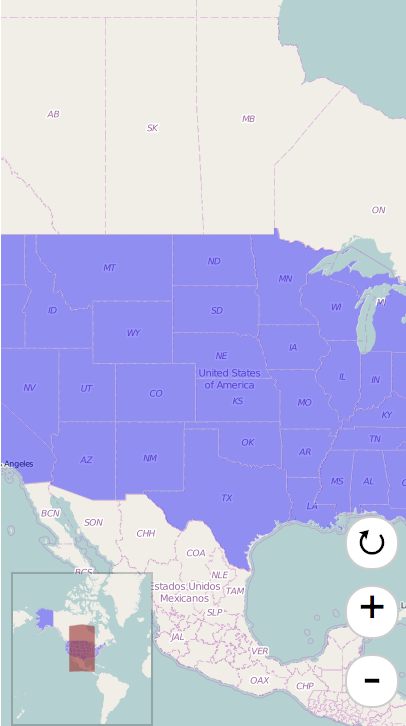 AB
SK
MB
ON
MT
ND
MN
ID
SD
WI
MI
WY
IA
NE
United States
of America
NV
UT
CO
KS
IL
IN
MO
KY
OK
TN
AZ
NM
AR
MS
AL
TX
LA
Angeles
BCN
SON
CHH
COA
BCS
NLE
TAM
Estados Unidos
Mexicanos
SLP
JAL
VER
OAX
CHP
+
-